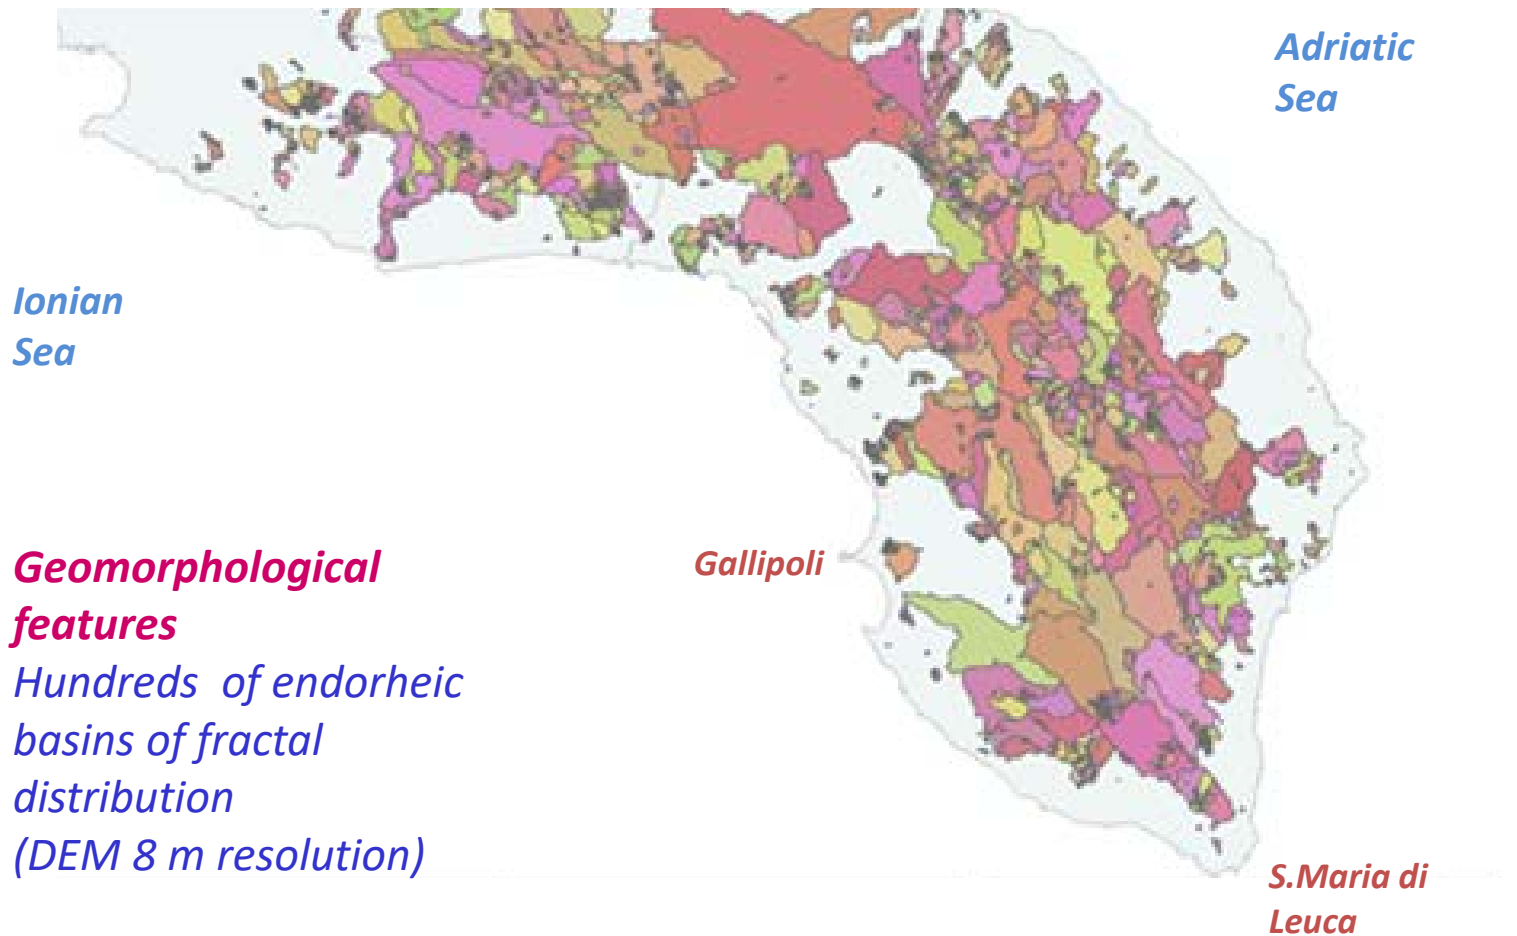 Adriatic
Sea
Ionian
Sea
Geomorphological
features
Hundreds  of endorheic
basins of fractal
distribution
(DEM 8 m resolution)
Gallipoli
S.Maria di
Leuca